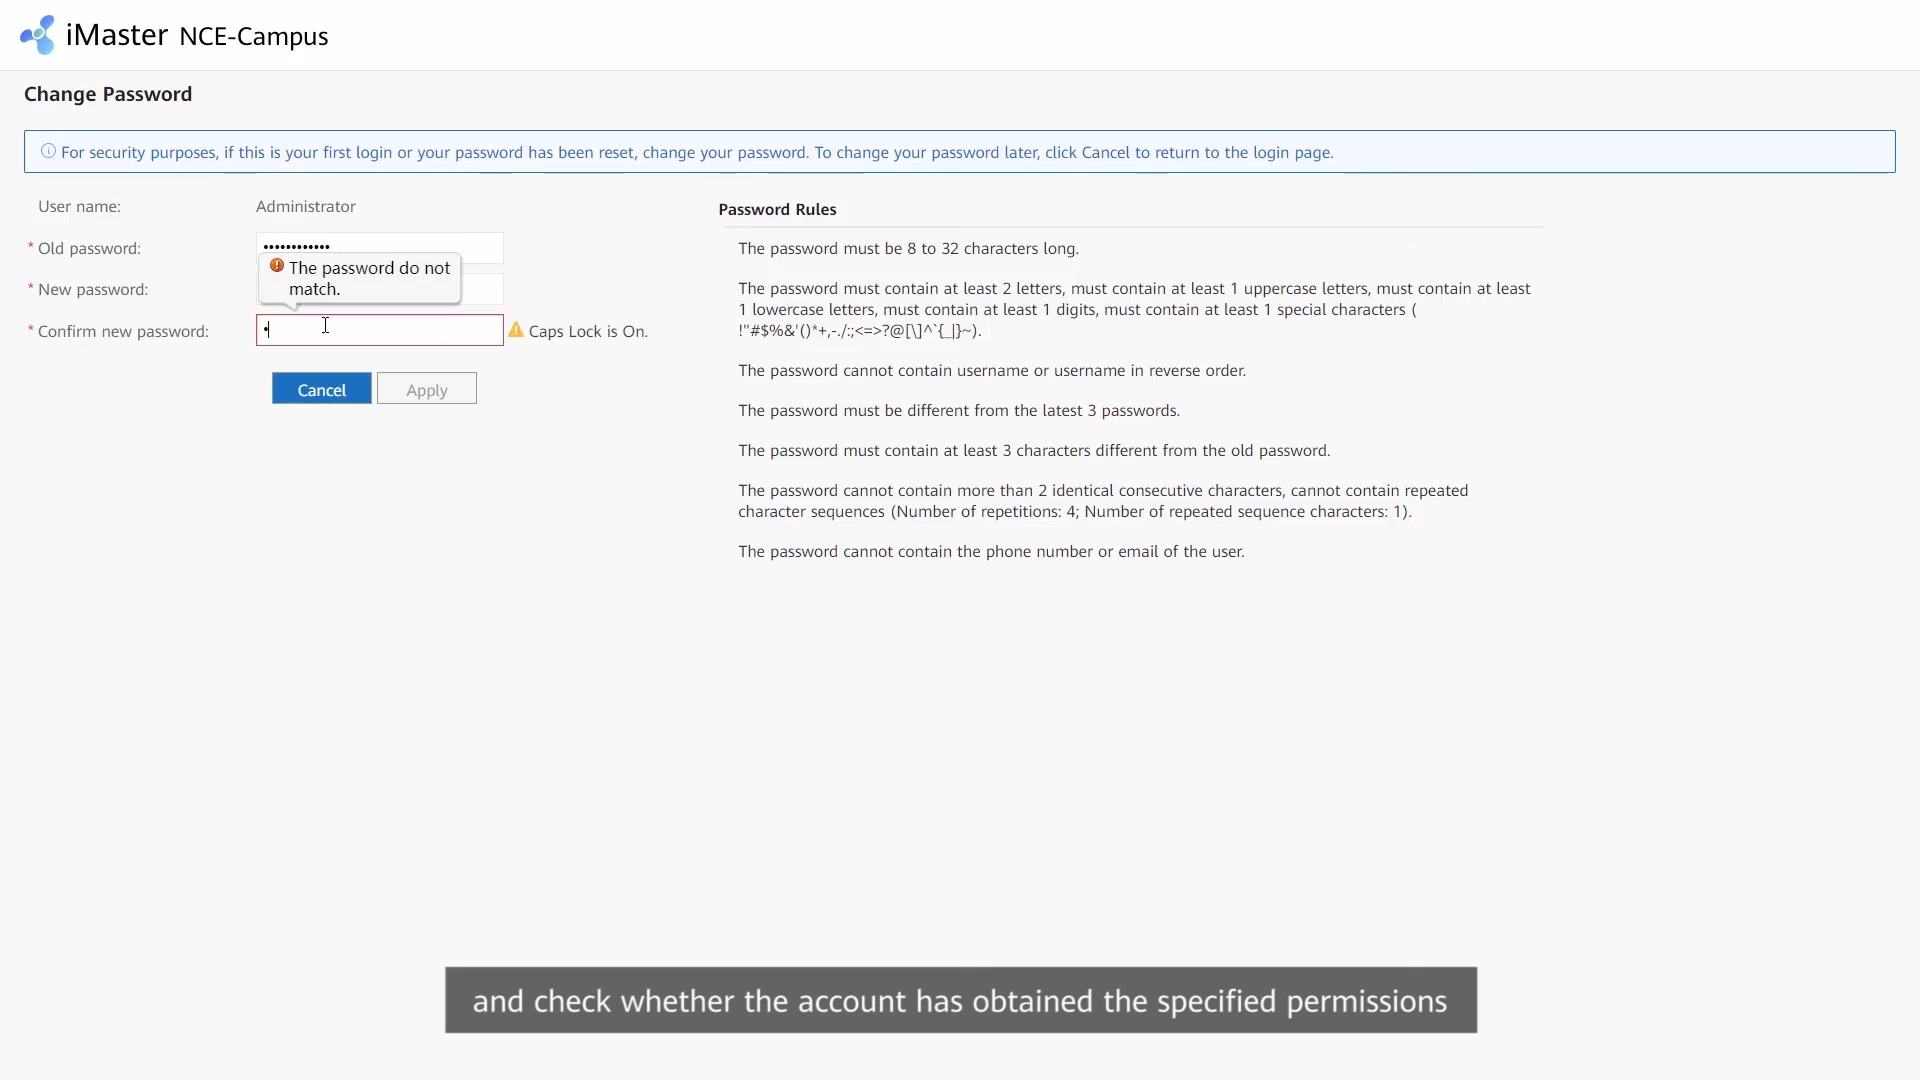 iMaster NCE-Campus
Change Password
For security purposes, if this is your first login or your password has been reset, change your password. To change your password later, click Cancel to return to the login page.
User name: Administrator
* Old password: ••••••••••••
The password do not
match.
* New password:
* Confirm new password: •
Caps Lock is On.
Cancel Apply
Password Rules
The password must be 8 to 32 characters long.
The password must contain at least 2 letters, must contain at least 1 uppercase letters, must contain at least
1 lowercase letters, must contain at least 1 digits, must contain at least 1 special characters (
!"#$%&'()*+,-./:;<=>?@[\]^`{_|}~).
The password cannot contain username or username in reverse order.
The password must be different from the latest 3 passwords.
The password must contain at least 3 characters different from the old password.
The password cannot contain more than 2 identical consecutive characters, cannot contain repeated
character sequences (Number of repetitions: 4; Number of repeated sequence characters: 1).
The password cannot contain the phone number or email of the user.
and check whether the account has obtained the specified permissions